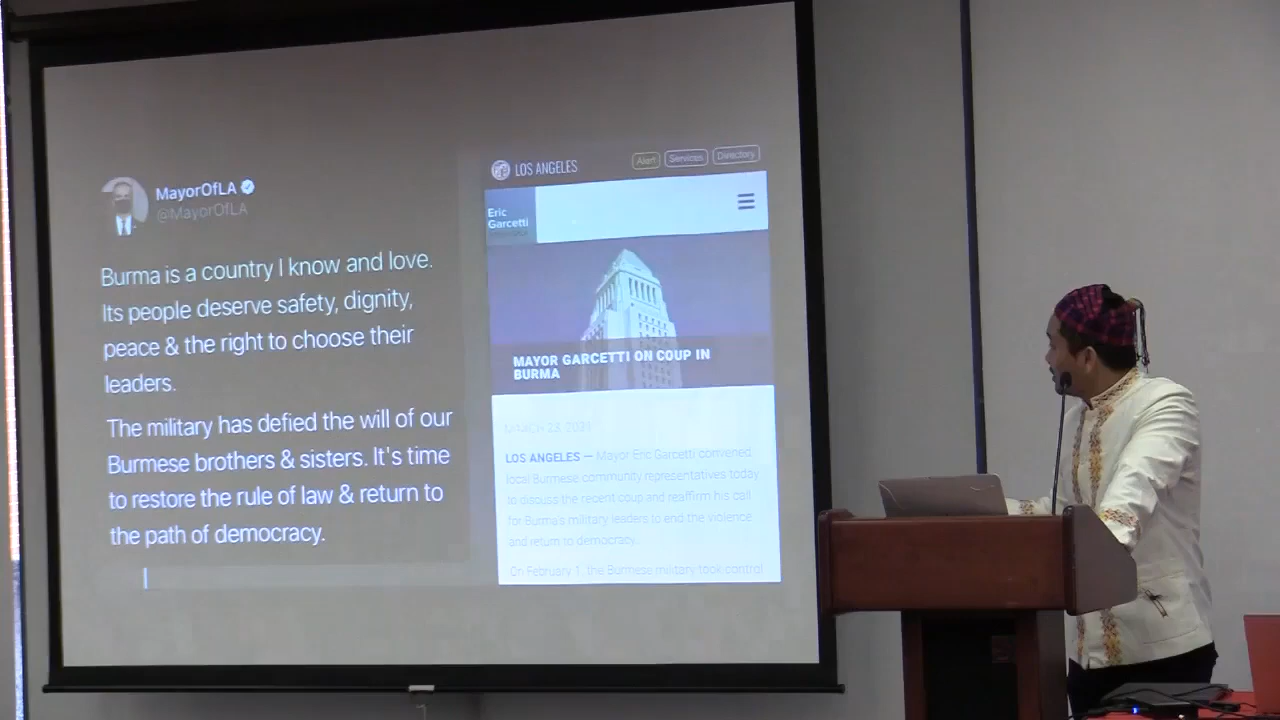 MayorOfLA
@MayorOfLA
Burma is a country I know and love.
Its people deserve safety, dignity,
peace & the right to choose their
leaders.
The military has defied the will of our
Burmese brothers & sisters. It's time
to restore the rule of law & return to
the path of democracy.
LOS ANGELES
Alert
Services
Directory
Eric
Garcetti
MAYOR GARCETTI ON COUP IN
BURMA
MARCH 23, 2021
LOS ANGELES — Mayor Eric Garcetti convened
local Burmese community representatives today
to discuss the recent coup and reaffirm his call
for Burma's military leaders to end the violence
and return to democracy.
On February 1, the Burmese military took control